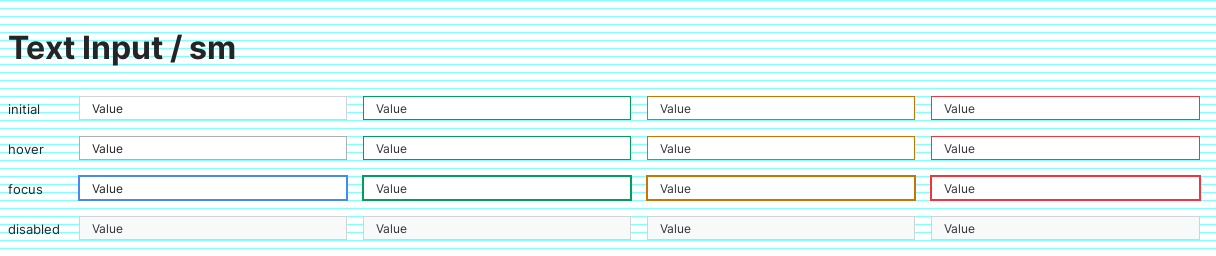 Text Input / sm
initial Value Value Value Value
hover Value Value Value Value
focus Value Value Value Value
disabled Value Value Value Value